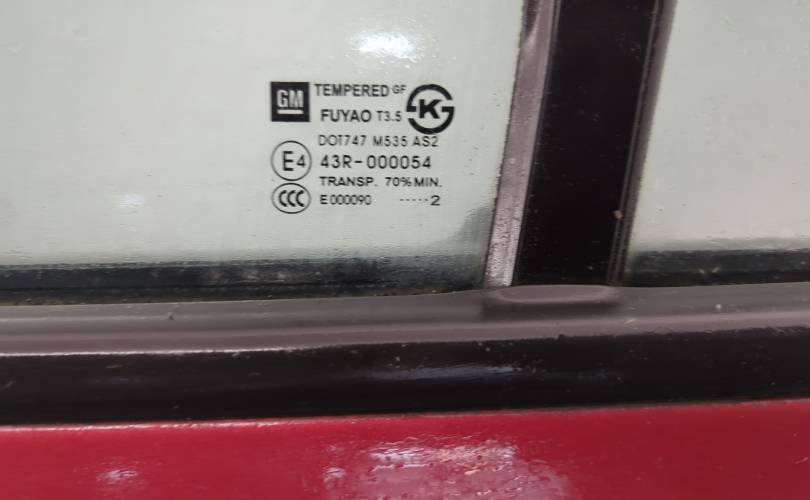 GM TEMPERED GF
FUYAO T3.5
DOT747 M535 AS2
E4 43R-000054
TRANSP. 70% MIN.
CCC E000090 ·····2